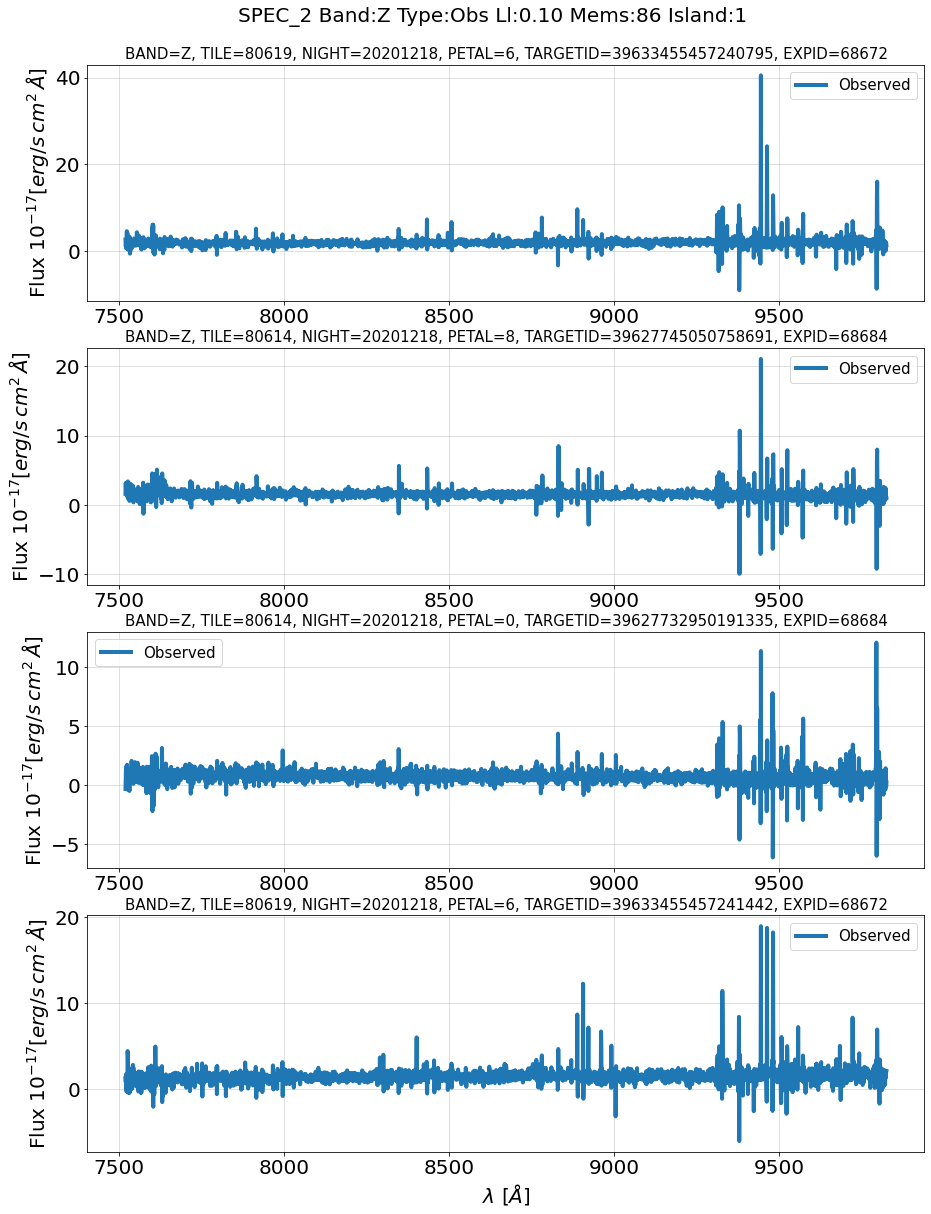 SPEC_2 Band:Z Type:Obs Ll:0.10 Mems:86 Island:1
BAND=Z, TILE=80619, NIGHT=20201218, PETAL=6, TARGETID=39633455457240795, EXPID=68672
Flux 10^{-17}[erg/s cm^2 Å]
40
20
0
Observed
7500 8000 8500 9000 9500
BAND=Z, TILE=80614, NIGHT=20201218, PETAL=8, TARGETID=39627745050758691, EXPID=68684
Flux 10^{-17}[erg/s cm^2 Å]
20
10
0
−10
Observed
7500 8000 8500 9000 9500
BAND=Z, TILE=80614, NIGHT=20201218, PETAL=0, TARGETID=39627732950191335, EXPID=68684
Flux 10^{-17}[erg/s cm^2 Å]
10
5
0
−5
Observed
7500 8000 8500 9000 9500
BAND=Z, TILE=80619, NIGHT=20201218, PETAL=6, TARGETID=39633455457241442, EXPID=68672
Flux 10^{-17}[erg/s cm^2 Å]
20
10
0
Observed
7500 8000 8500 9000 9500
λ [Å]